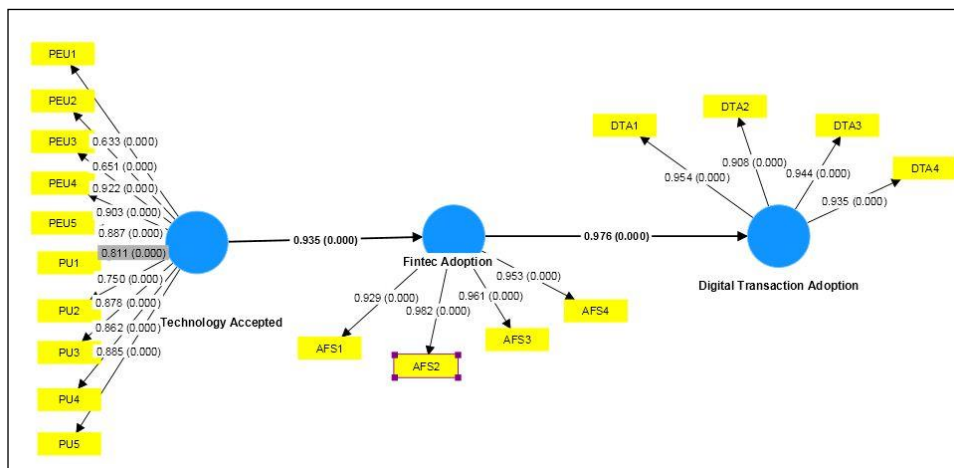 PEU1
PEU2
PEU3
PEU4
PEU5
PU1
PU2
PU3
PU4
PU5
0.633 (0.000)
0.651 (0.000)
0.922 (0.000)
0.903 (0.000)
0.887 (0.000)
0.811 (0.000)
0.750 (0.000)
0.878 (0.000)
0.862 (0.000)
0.885 (0.000)
Technology Accepted
0.935 (0.000)
Fintec Adoption
0.929 (0.000)
0.982 (0.000)
0.961 (0.000)
0.953 (0.000)
AFS1
AFS2
AFS3
AFS4
0.976 (0.000)
Digital Transaction Adoption
0.954 (0.000)
0.908 (0.000)
0.944 (0.000)
0.935 (0.000)
DTA1
DTA2
DTA3
DTA4